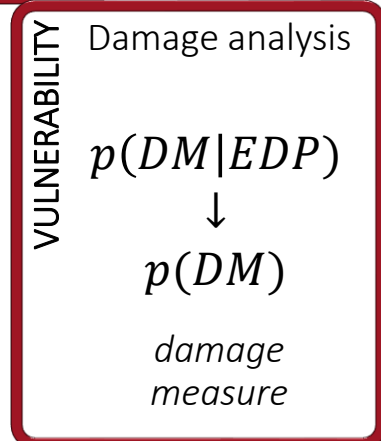 VULNERABILITY
Damage analysis
p(DM|EDP)
↓
p(DM)
damage
measure